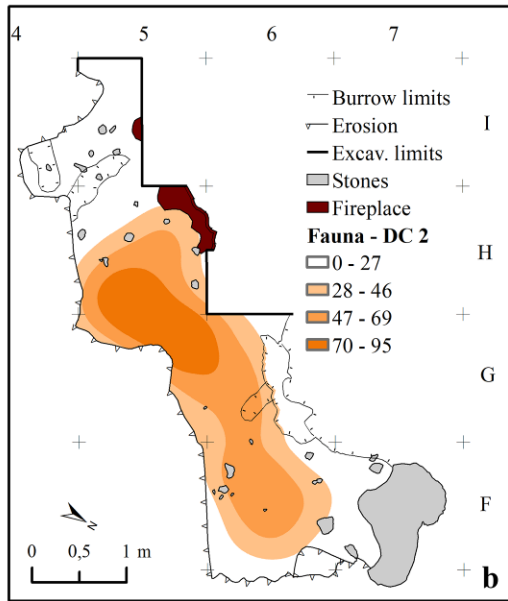 4 5 6 7
Burrow limits
I
Erosion
Excav. limits
Stones
Fireplace
Fauna - DC 2
H
0 - 27
28 - 46
47 - 69
70 - 95
G
F
N
0 0,5 1 m
b